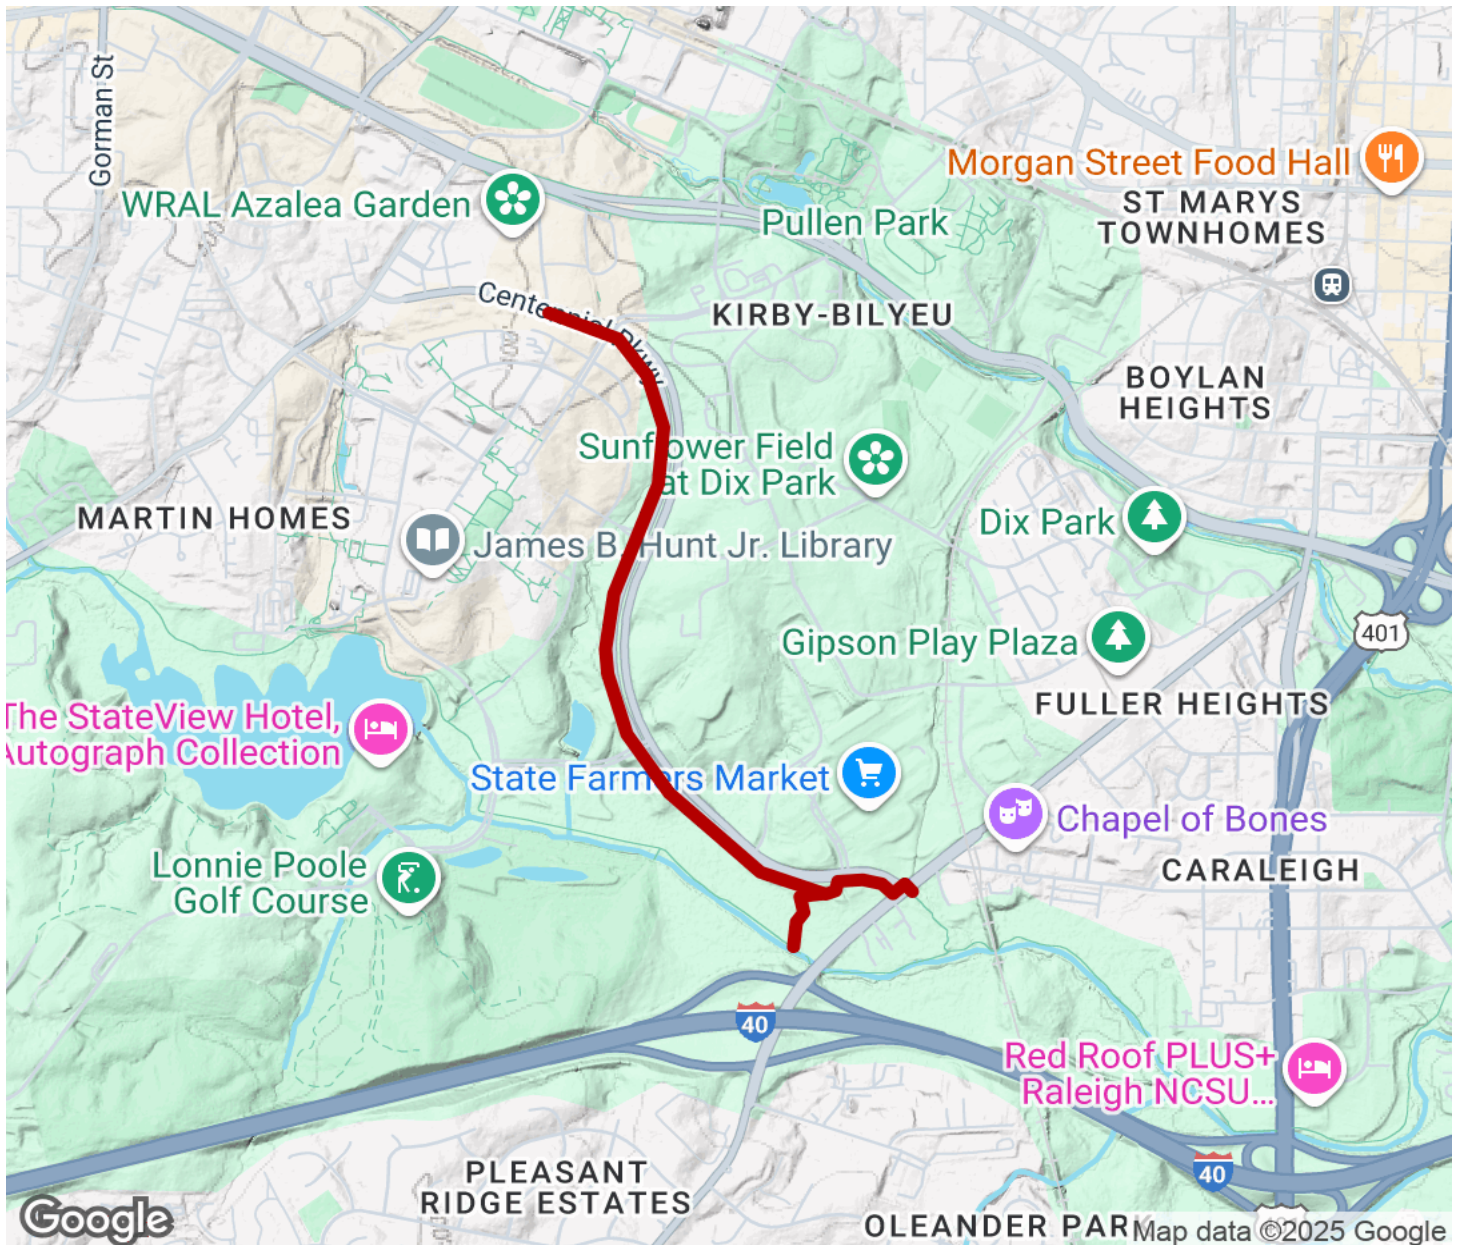 Gorman St
Morgan Street Food Hall
WRAL Azalea Garden
Pullen Park
ST MARYS
TOWNHOMES
Centennial Pkwy
KIRBY-BILYEU
BOYLAN
HEIGHTS
Sunflower Field
at Dix Park
MARTIN HOMES
Dix Park
James B. Hunt Jr. Library
401
Gipson Play Plaza
FULLER HEIGHTS
The StateView Hotel,
Autograph Collection
State Farmers Market
Chapel of Bones
Lonnie Poole
Golf Course
CARALEIGH
40
Red Roof PLUS+
Raleigh NCSU...
40
PLEASANT
RIDGE ESTATES
Google
OLEANDER PARK
Map data ©2025 Google